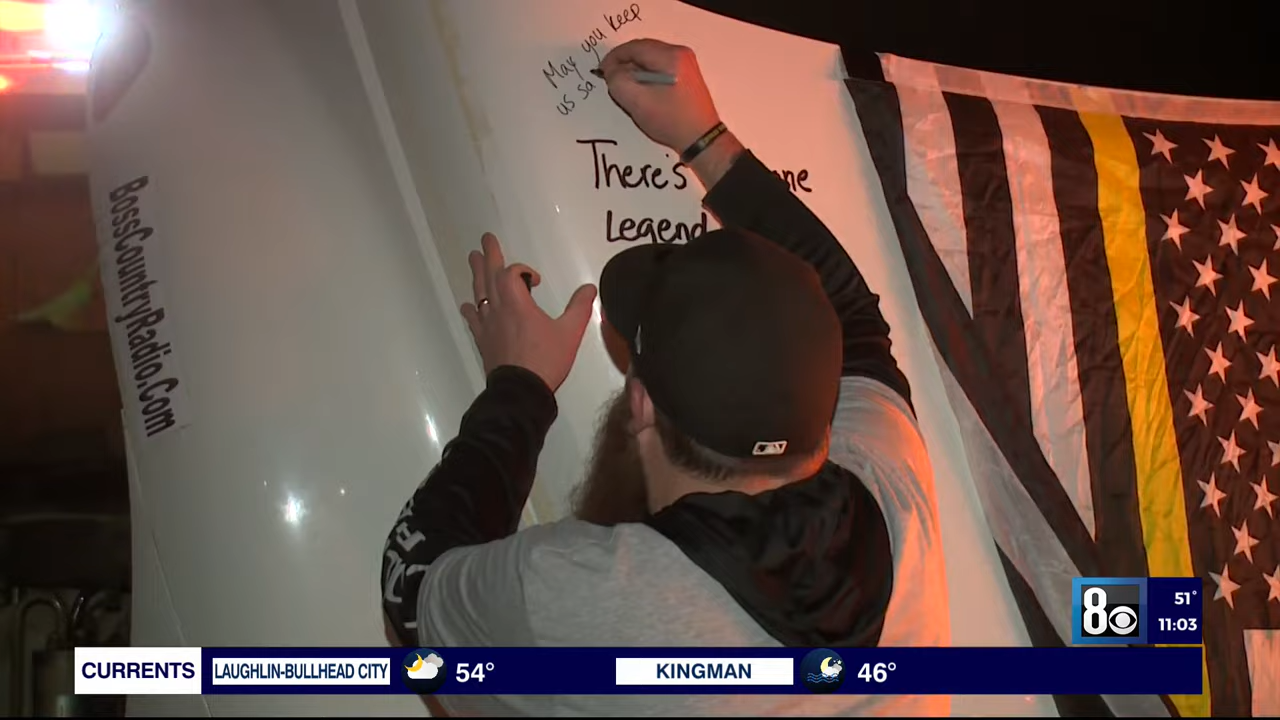 May you keep
us sa
There's
Legend
BossCountryRadio.Com
8
51°
11:03
CURRENTS
LAUGHLIN-BULLHEAD CITY
54°
KINGMAN
46°